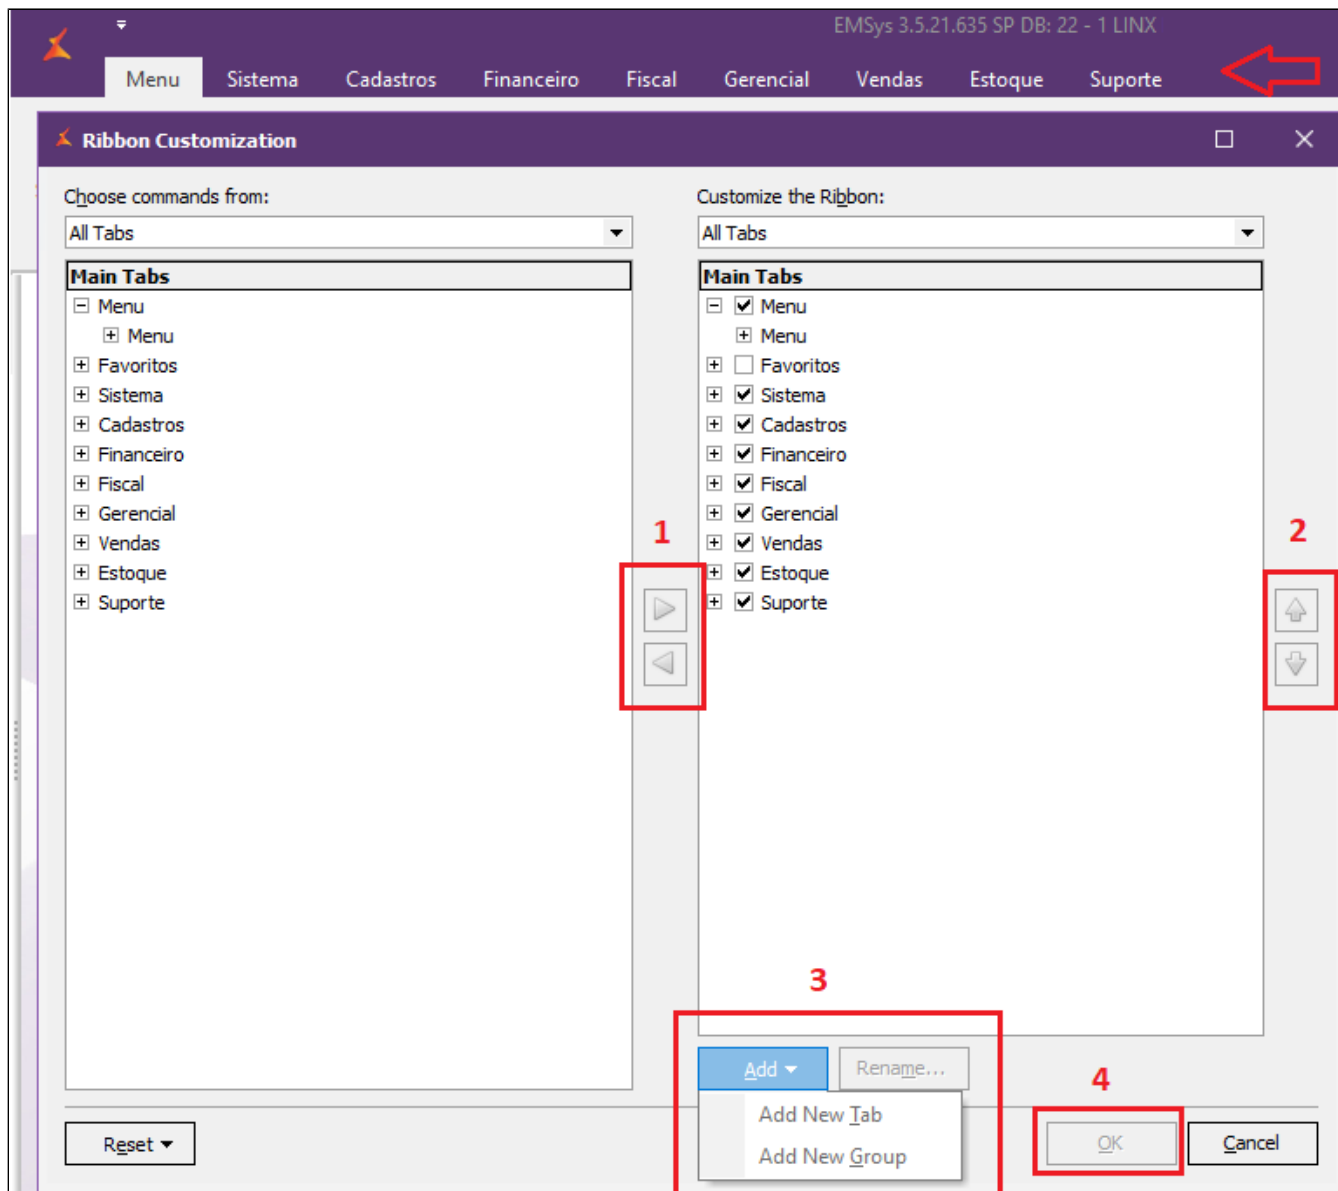 EMSys 3.5.21.635 SP DB: 22 - 1 LINX
Menu Sistema Cadastros Financeiro Fiscal Gerencial Vendas Estoque Suporte
Ribbon Customization
Choose commands from:
All Tabs
Main Tabs
Menu
Menu
Favoritos
Sistema
Cadastros
Financeiro
Fiscal
Gerencial
Vendas
Estoque
Suporte
1
Customize the Ribbon:
All Tabs
Main Tabs
Menu
Menu
Favoritos
Sistema
Cadastros
Financeiro
Fiscal
Gerencial
Vendas
Estoque
Suporte
2
3
Add Rename...
Add New Tab
Add New Group
4
Reset
OK Cancel